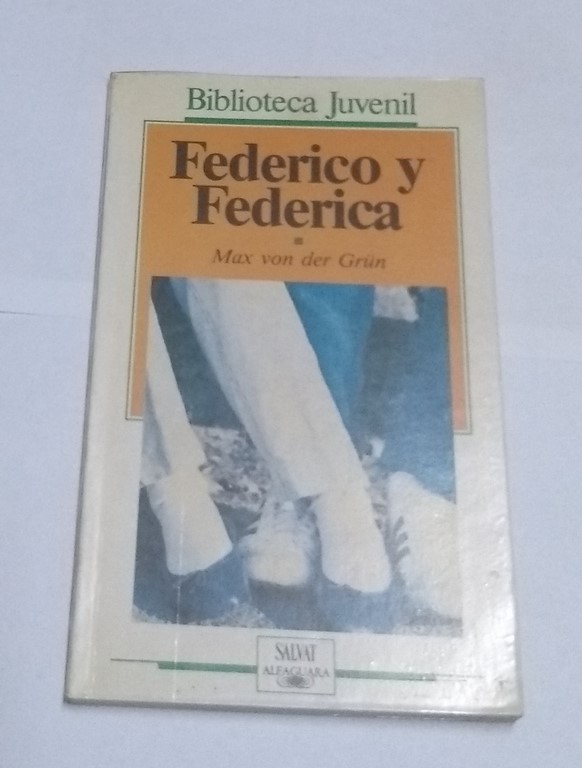 Biblioteca Juvenil
Federico y
Federica
Max von der Grün
SALVAT
ALFAGUARA